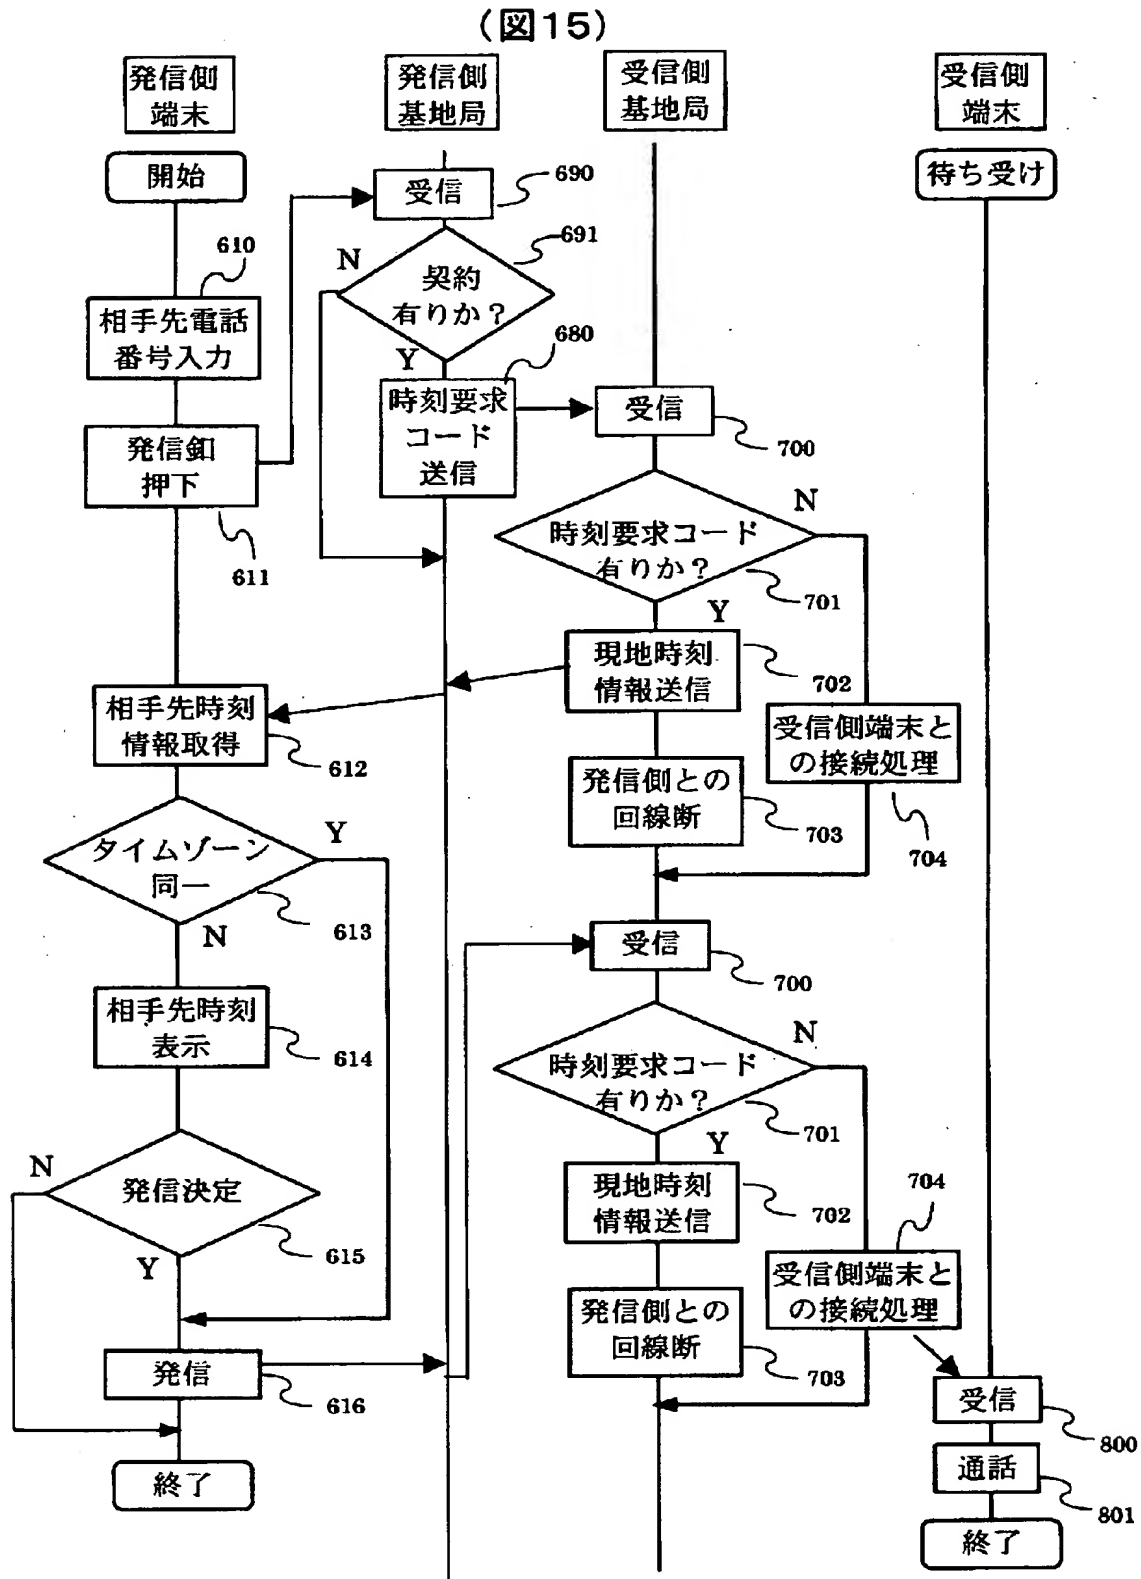 (図15)
発信側
端末
発信側
基地局
受信側
基地局
受信側
端末
開始
待ち受け
受信
690
691
N
契約
有りか？
Y
610
相手先電話
番号入力
680
時刻要求
コード
送信
受信
700
発信釦
押下
611
N
時刻要求コード
有りか？
701
Y
現地時刻
情報送信
702
相手先時刻
情報取得
612
受信側端末と
の接続処理
704
発信側との
回線断
703
タイムゾーン
同一
Y
613
N
受信
700
相手先時刻
表示
614
N
時刻要求コード
有りか？
701
Y
N
発信決定
615
Y
現地時刻
情報送信
702
704
受信側端末と
の接続処理
発信側との
回線断
703
発信
616
受信
800
通話
801
終了
終了